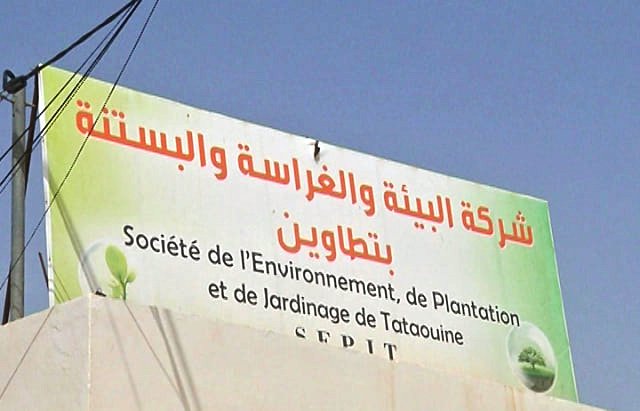 شركة البيئة والغراسة والبستنة
بتطاوين
Société de l'Environnement, de Plantation
et de Jardinage de Tataouine